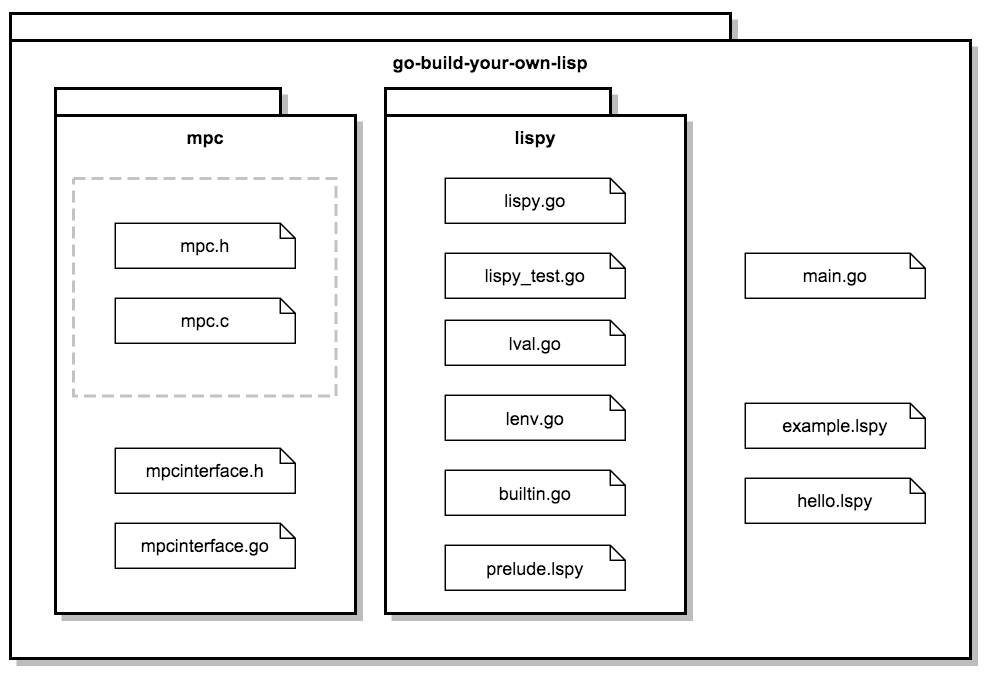 go-build-your-own-lisp
mpc
mpc.h
mpc.c
mpcinterface.h
mpcinterface.go
lispy
lispy.go
lispy_test.go
lval.go
lenv.go
builtin.go
prelude.lspy
main.go
example.lspy
hello.lspy